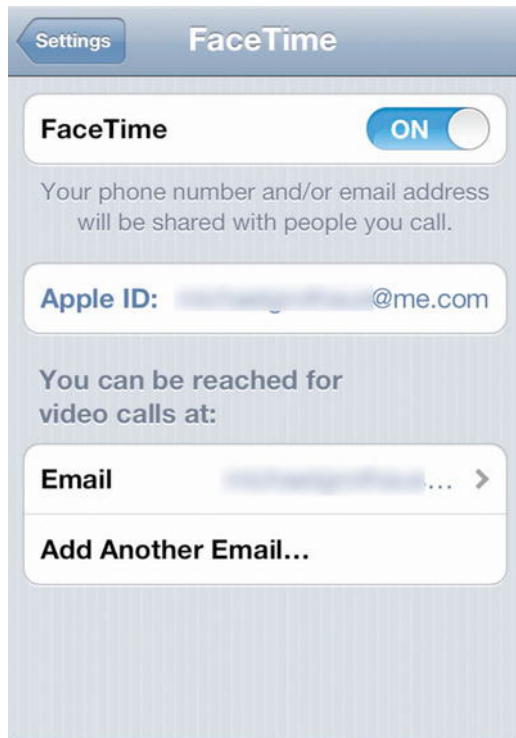 Settings
FaceTime
FaceTime ON
Your phone number and/or email address
will be shared with people you call.
Apple ID: @me.com
You can be reached for
video calls at:
Email ...
Add Another Email...